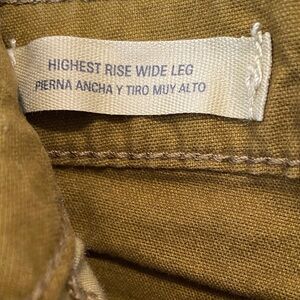 HIGHEST RISE WIDE LEG
PIERNA ANCHA Y TIRO MUY ALTO